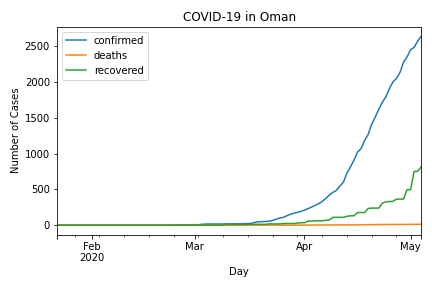 COVID-19 in Oman
confirmed
deaths
recovered
Number of Cases
2500
2000
1500
1000
500
0
Feb
2020
Mar
Apr
May
Day